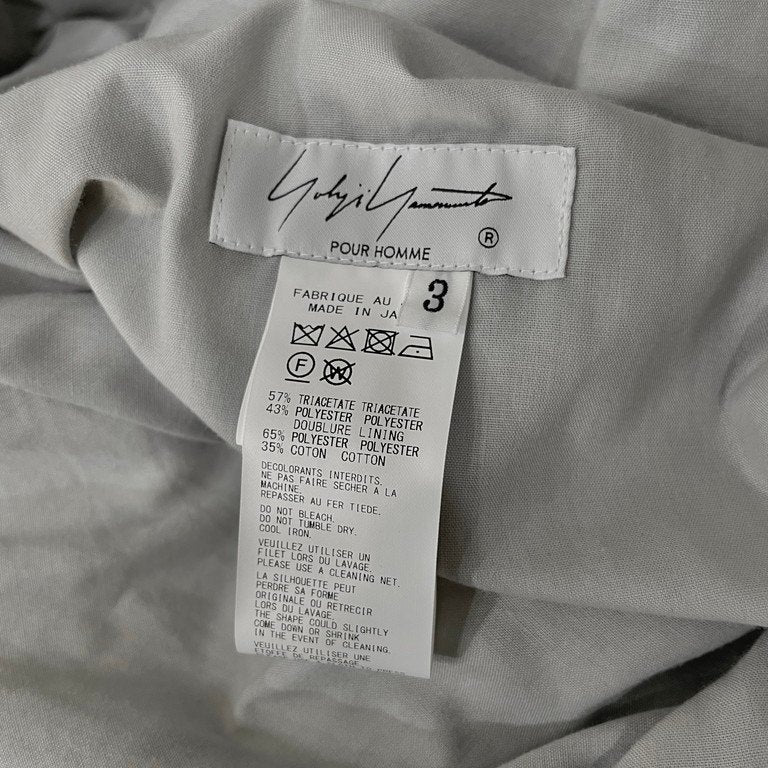 Yohji Yamamoto
POUR HOMME ®
3
FABRIQUE AU
MADE IN JA
F W
57% TRIACETATE TRIACETATE
43% POLYESTER POLYESTER
DOUBLURE LINING
65% POLYESTER POLYESTER
35% COTON COTTON
DECOLORANTS INTERDITS.
NE PAS FAIRE SECHER A LA
MACHINE.
REPASSER AU FER TIEDE.
DO NOT BLEACH.
DO NOT TUMBLE DRY.
COOL IRON.
VEUILLEZ UTILISER UN
FILET LORS DU LAVAGE.
PLEASE USE A CLEANING NET.
LA SILHOUETTE PEUT
PERDRE SA FORME
ORIGINALE OU RETRECIR
LORS DU LAVAGE.
THE SHAPE COULD SLIGHTLY
COME DOWN OR SHRINK
IN THE EVENT OF CLEANING.
VEUILLEZ UTILISER UNE
ETOFFE DE REPASSAGE